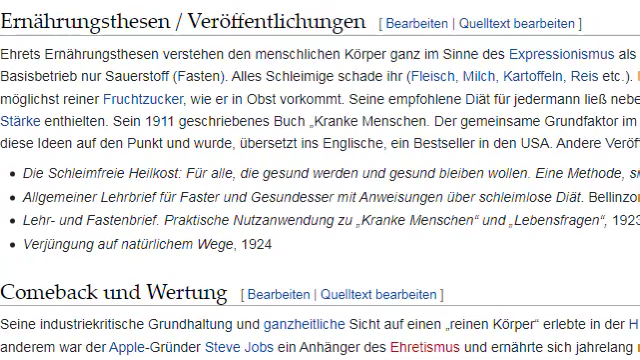 Ernährungsthesen / Veröffentlichungen [ Bearbeiten | Quelltext bearbeiten ]
Ehrets Ernährungsthesen verstehen den menschlichen Körper ganz im Sinne des Expressionismus als
Basisbetrieb nur Sauerstoff (Fasten). Alles Schleimige schade ihr (Fleisch, Milch, Kartoffeln, Reis etc.).
möglichst reiner Fruchtzucker, wie er in Obst vorkommt. Seine empfohlene Diät für jedermann ließ nebe
Stärke enthielten. Sein 1911 geschriebenes Buch „Kranke Menschen. Der gemeinsame Grundfaktor im
diese Ideen auf den Punkt und wurde, übersetzt ins Englische, ein Bestseller in den USA. Andere Veröf
• Die Schleimfreie Heilkost: Für alle, die gesund werden und gesund bleiben wollen. Eine Methode,
• Allgemeiner Lehrbrief für Faster und Gesundesser mit Anweisungen über schleimlose Diät. Bellinzo
• Lehr- und Fastenbrief. Praktische Nutzanwendung zu „Kranke Menschen“ und „Lebensfragen“, 1923
• Verjüngung auf natürlichem Wege, 1924
Comeback und Wertung [ Bearbeiten | Quelltext bearbeiten ]
Seine industriekritische Grundhaltung und ganzheitliche Sicht auf einen „reinen Körper“ erlebte in der H
anderem war der Apple-Gründer Steve Jobs ein Anhänger des Ehretismus und ernährte sich jahrelang